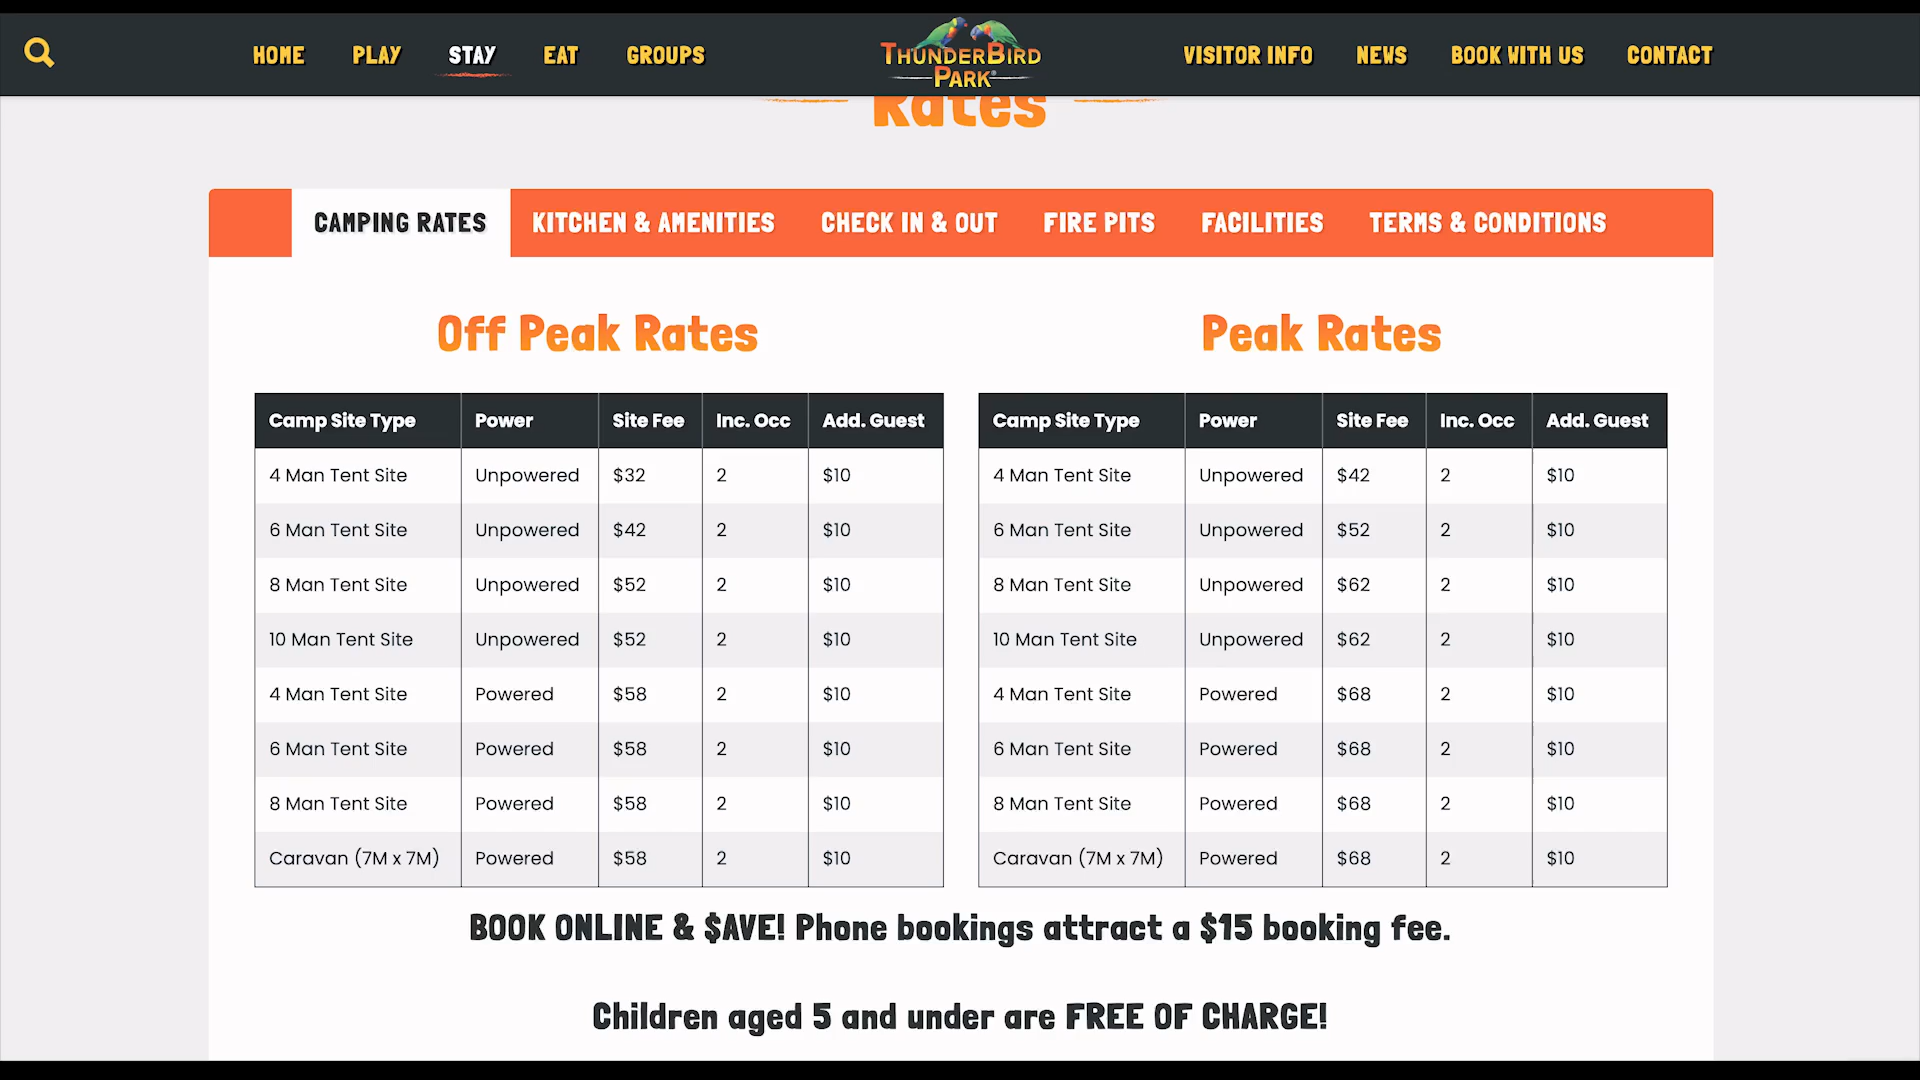 HOME PLAY STAY EAT GROUPS THUNDERBIRD PARK VISITOR INFO NEWS BOOK WITH US CONTACT
Rates
CAMPING RATES KITCHEN & AMENITIES CHECK IN & OUT FIRE PITS FACILITIES TERMS & CONDITIONS
Off Peak Rates
Camp Site Type Power Site Fee Inc. Occ Add. Guest
4 Man Tent Site Unpowered $32 2 $10
6 Man Tent Site Unpowered $42 2 $10
8 Man Tent Site Unpowered $52 2 $10
10 Man Tent Site Unpowered $52 2 $10
4 Man Tent Site Powered $58 2 $10
6 Man Tent Site Powered $58 2 $10
8 Man Tent Site Powered $58 2 $10
Caravan (7M x 7M) Powered $58 2 $10
Peak Rates
Camp Site Type Power Site Fee Inc. Occ Add. Guest
4 Man Tent Site Unpowered $42 2 $10
6 Man Tent Site Unpowered $52 2 $10
8 Man Tent Site Unpowered $62 2 $10
10 Man Tent Site Unpowered $62 2 $10
4 Man Tent Site Powered $68 2 $10
6 Man Tent Site Powered $68 2 $10
8 Man Tent Site Powered $68 2 $10
Caravan (7M x 7M) Powered $68 2 $10
BOOK ONLINE & $AVE! Phone bookings attract a $15 booking fee.
Children aged 5 and under are FREE OF CHARGE!